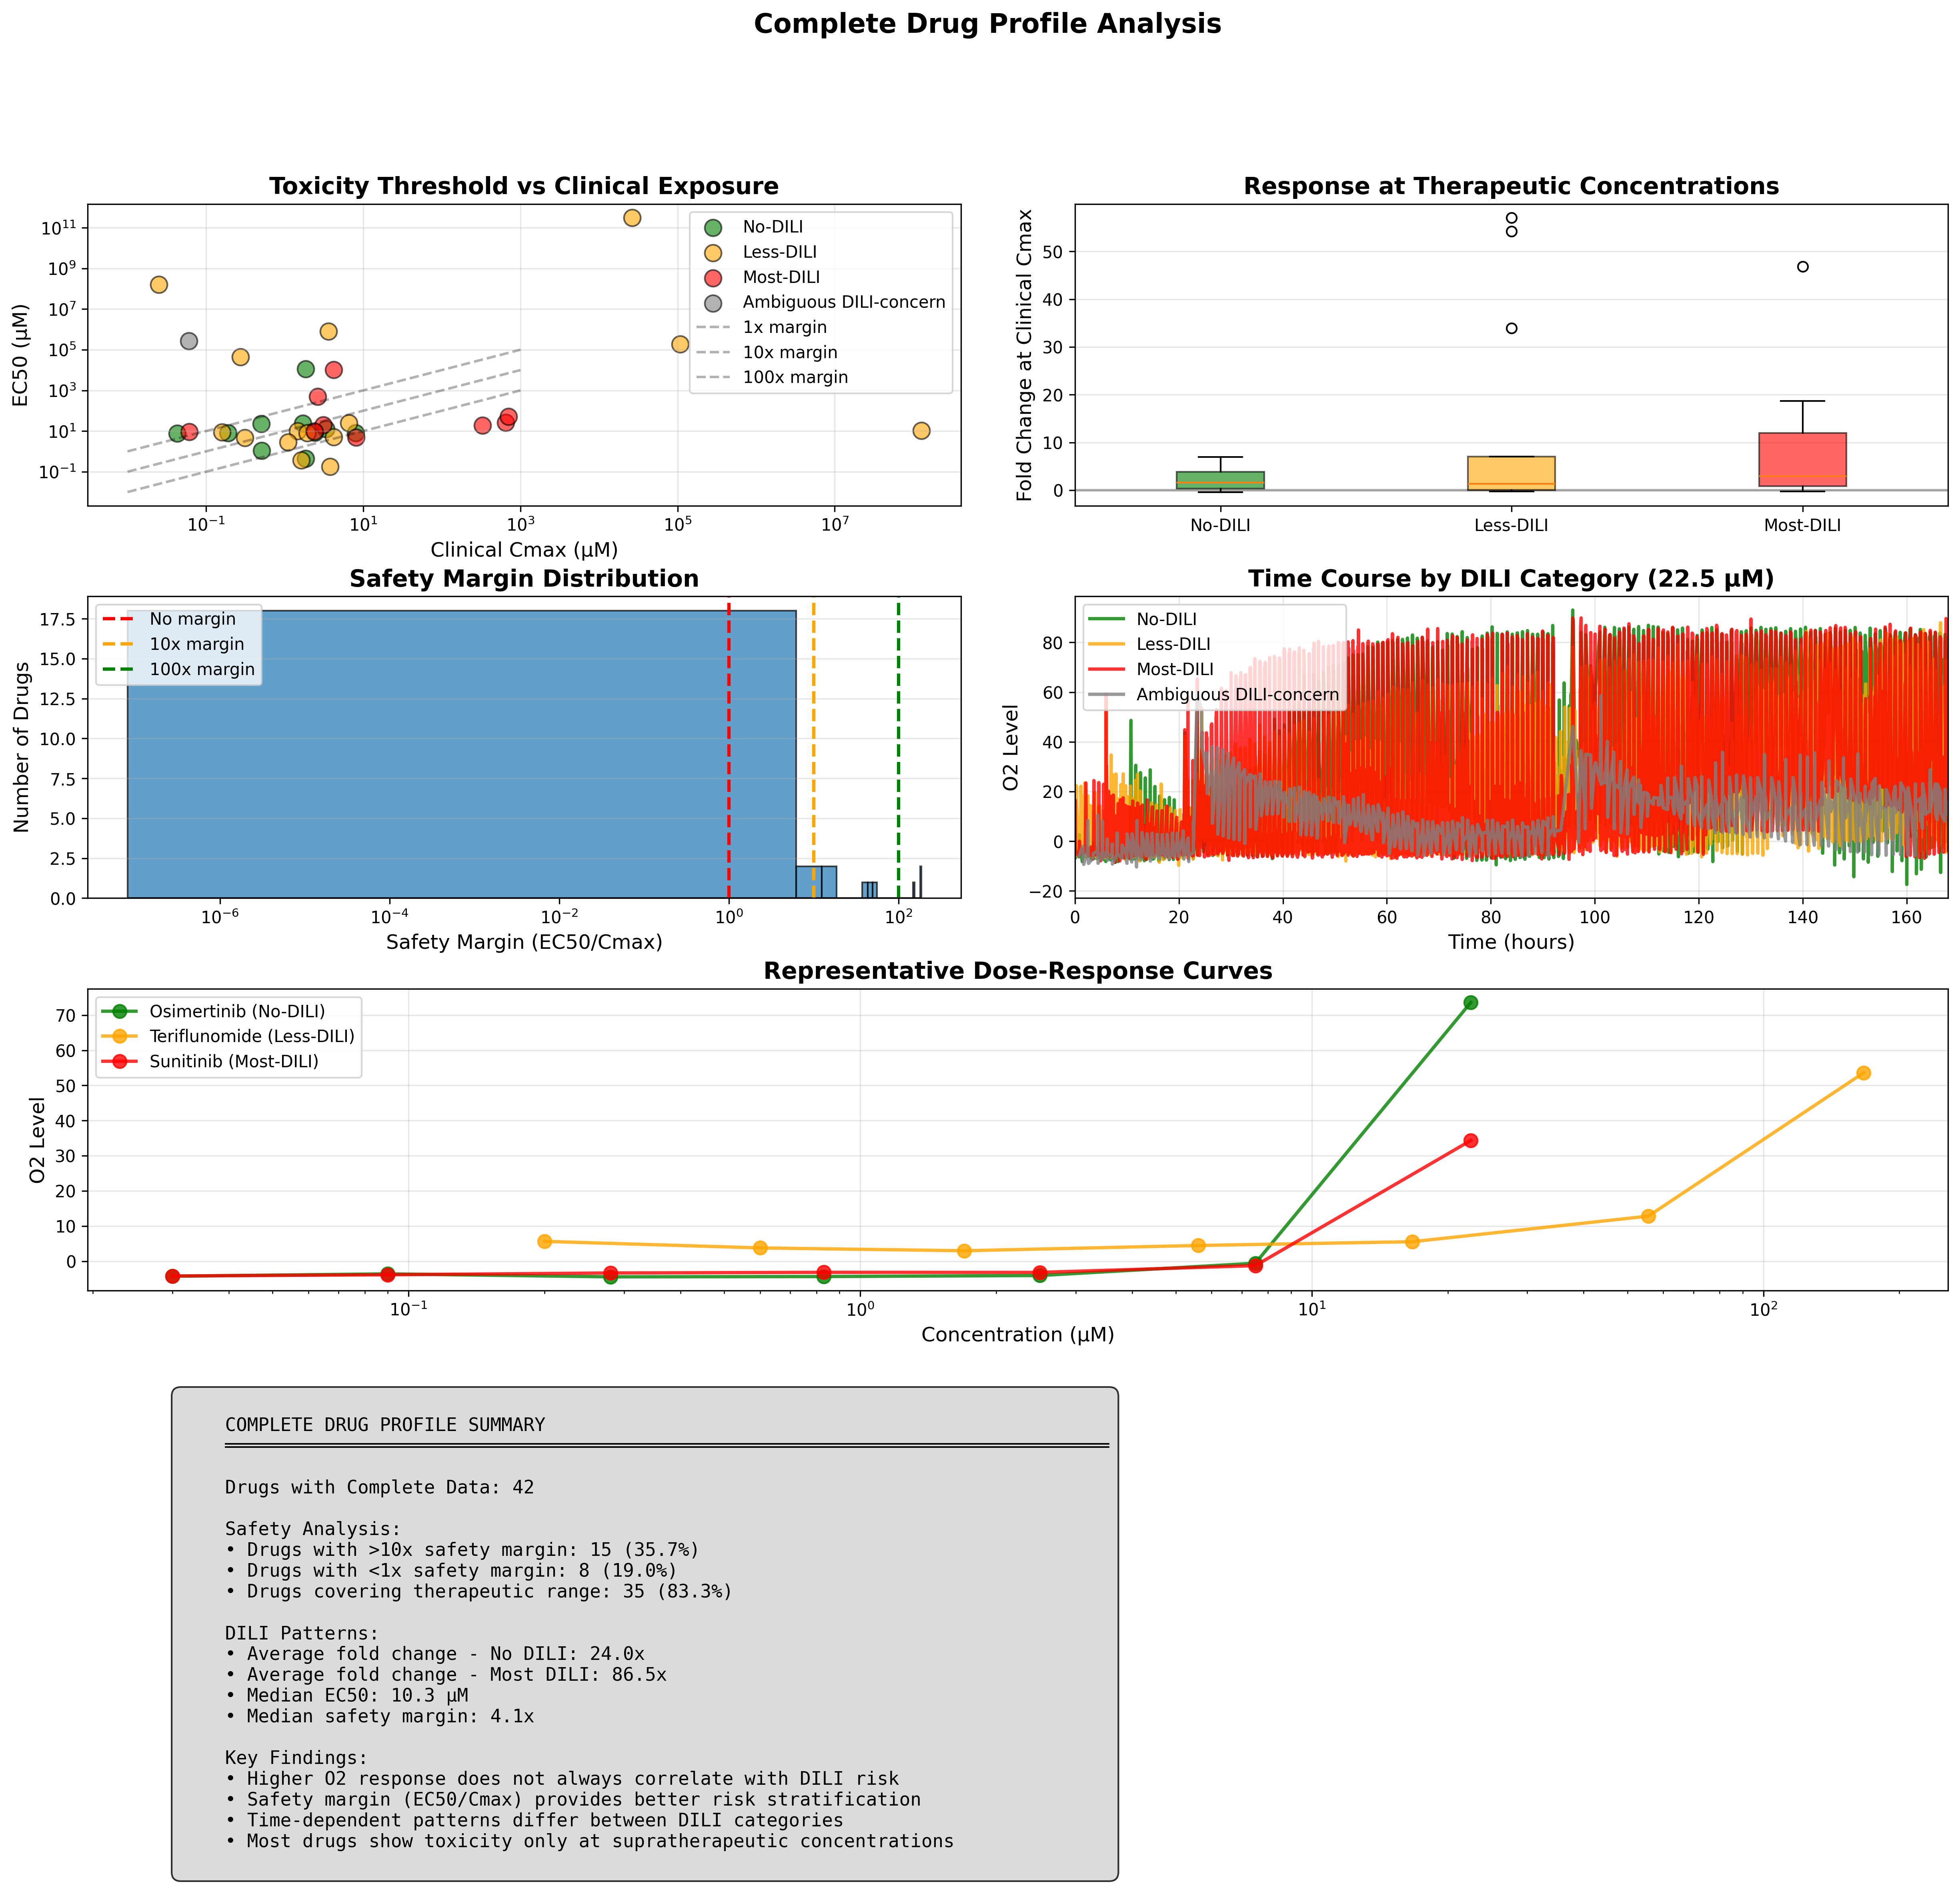 Complete Drug Profile Analysis
Toxicity Threshold vs Clinical Exposure
EC50 (μM)
10¹¹
10⁹
10⁷
10⁵
10³
10¹
10⁻¹
10⁻¹
10¹
10³
10⁵
10⁷
Clinical Cmax (μM)
No-DILI
Less-DILI
Most-DILI
Ambiguous DILI-concern
1x margin
10x margin
100x margin
Response at Therapeutic Concentrations
Fold Change at Clinical Cmax
50
40
30
20
10
0
No-DILI
Less-DILI
Most-DILI
Safety Margin Distribution
Number of Drugs
17.5
15.0
12.5
10.0
7.5
5.0
2.5
0.0
10⁻⁶
10⁻⁴
10⁻²
10⁰
10²
Safety Margin (EC50/Cmax)
No margin
10x margin
100x margin
Time Course by DILI Category (22.5 μM)
O2 Level
80
60
40
20
0
−20
0
20
40
60
80
100
120
140
160
Time (hours)
No-DILI
Less-DILI
Most-DILI
Ambiguous DILI-concern
Representative Dose-Response Curves
O2 Level
70
60
50
40
30
20
10
0
10⁻¹
10⁰
10¹
10²
Concentration (μM)
Osimertinib (No-DILI)
Teriflunomide (Less-DILI)
Sunitinib (Most-DILI)
COMPLETE DRUG PROFILE SUMMARY
Drugs with Complete Data: 42
Safety Analysis:
• Drugs with >10x safety margin: 15 (35.7%)
• Drugs with <1x safety margin: 8 (19.0%)
• Drugs covering therapeutic range: 35 (83.3%)
DILI Patterns:
• Average fold change - No DILI: 24.0x
• Average fold change - Most DILI: 86.5x
• Median EC50: 10.3 μM
• Median safety margin: 4.1x
Key Findings:
• Higher O2 response does not always correlate with DILI risk
• Safety margin (EC50/Cmax) provides better risk stratification
• Time-dependent patterns differ between DILI categories
• Most drugs show toxicity only at supratherapeutic concentrations